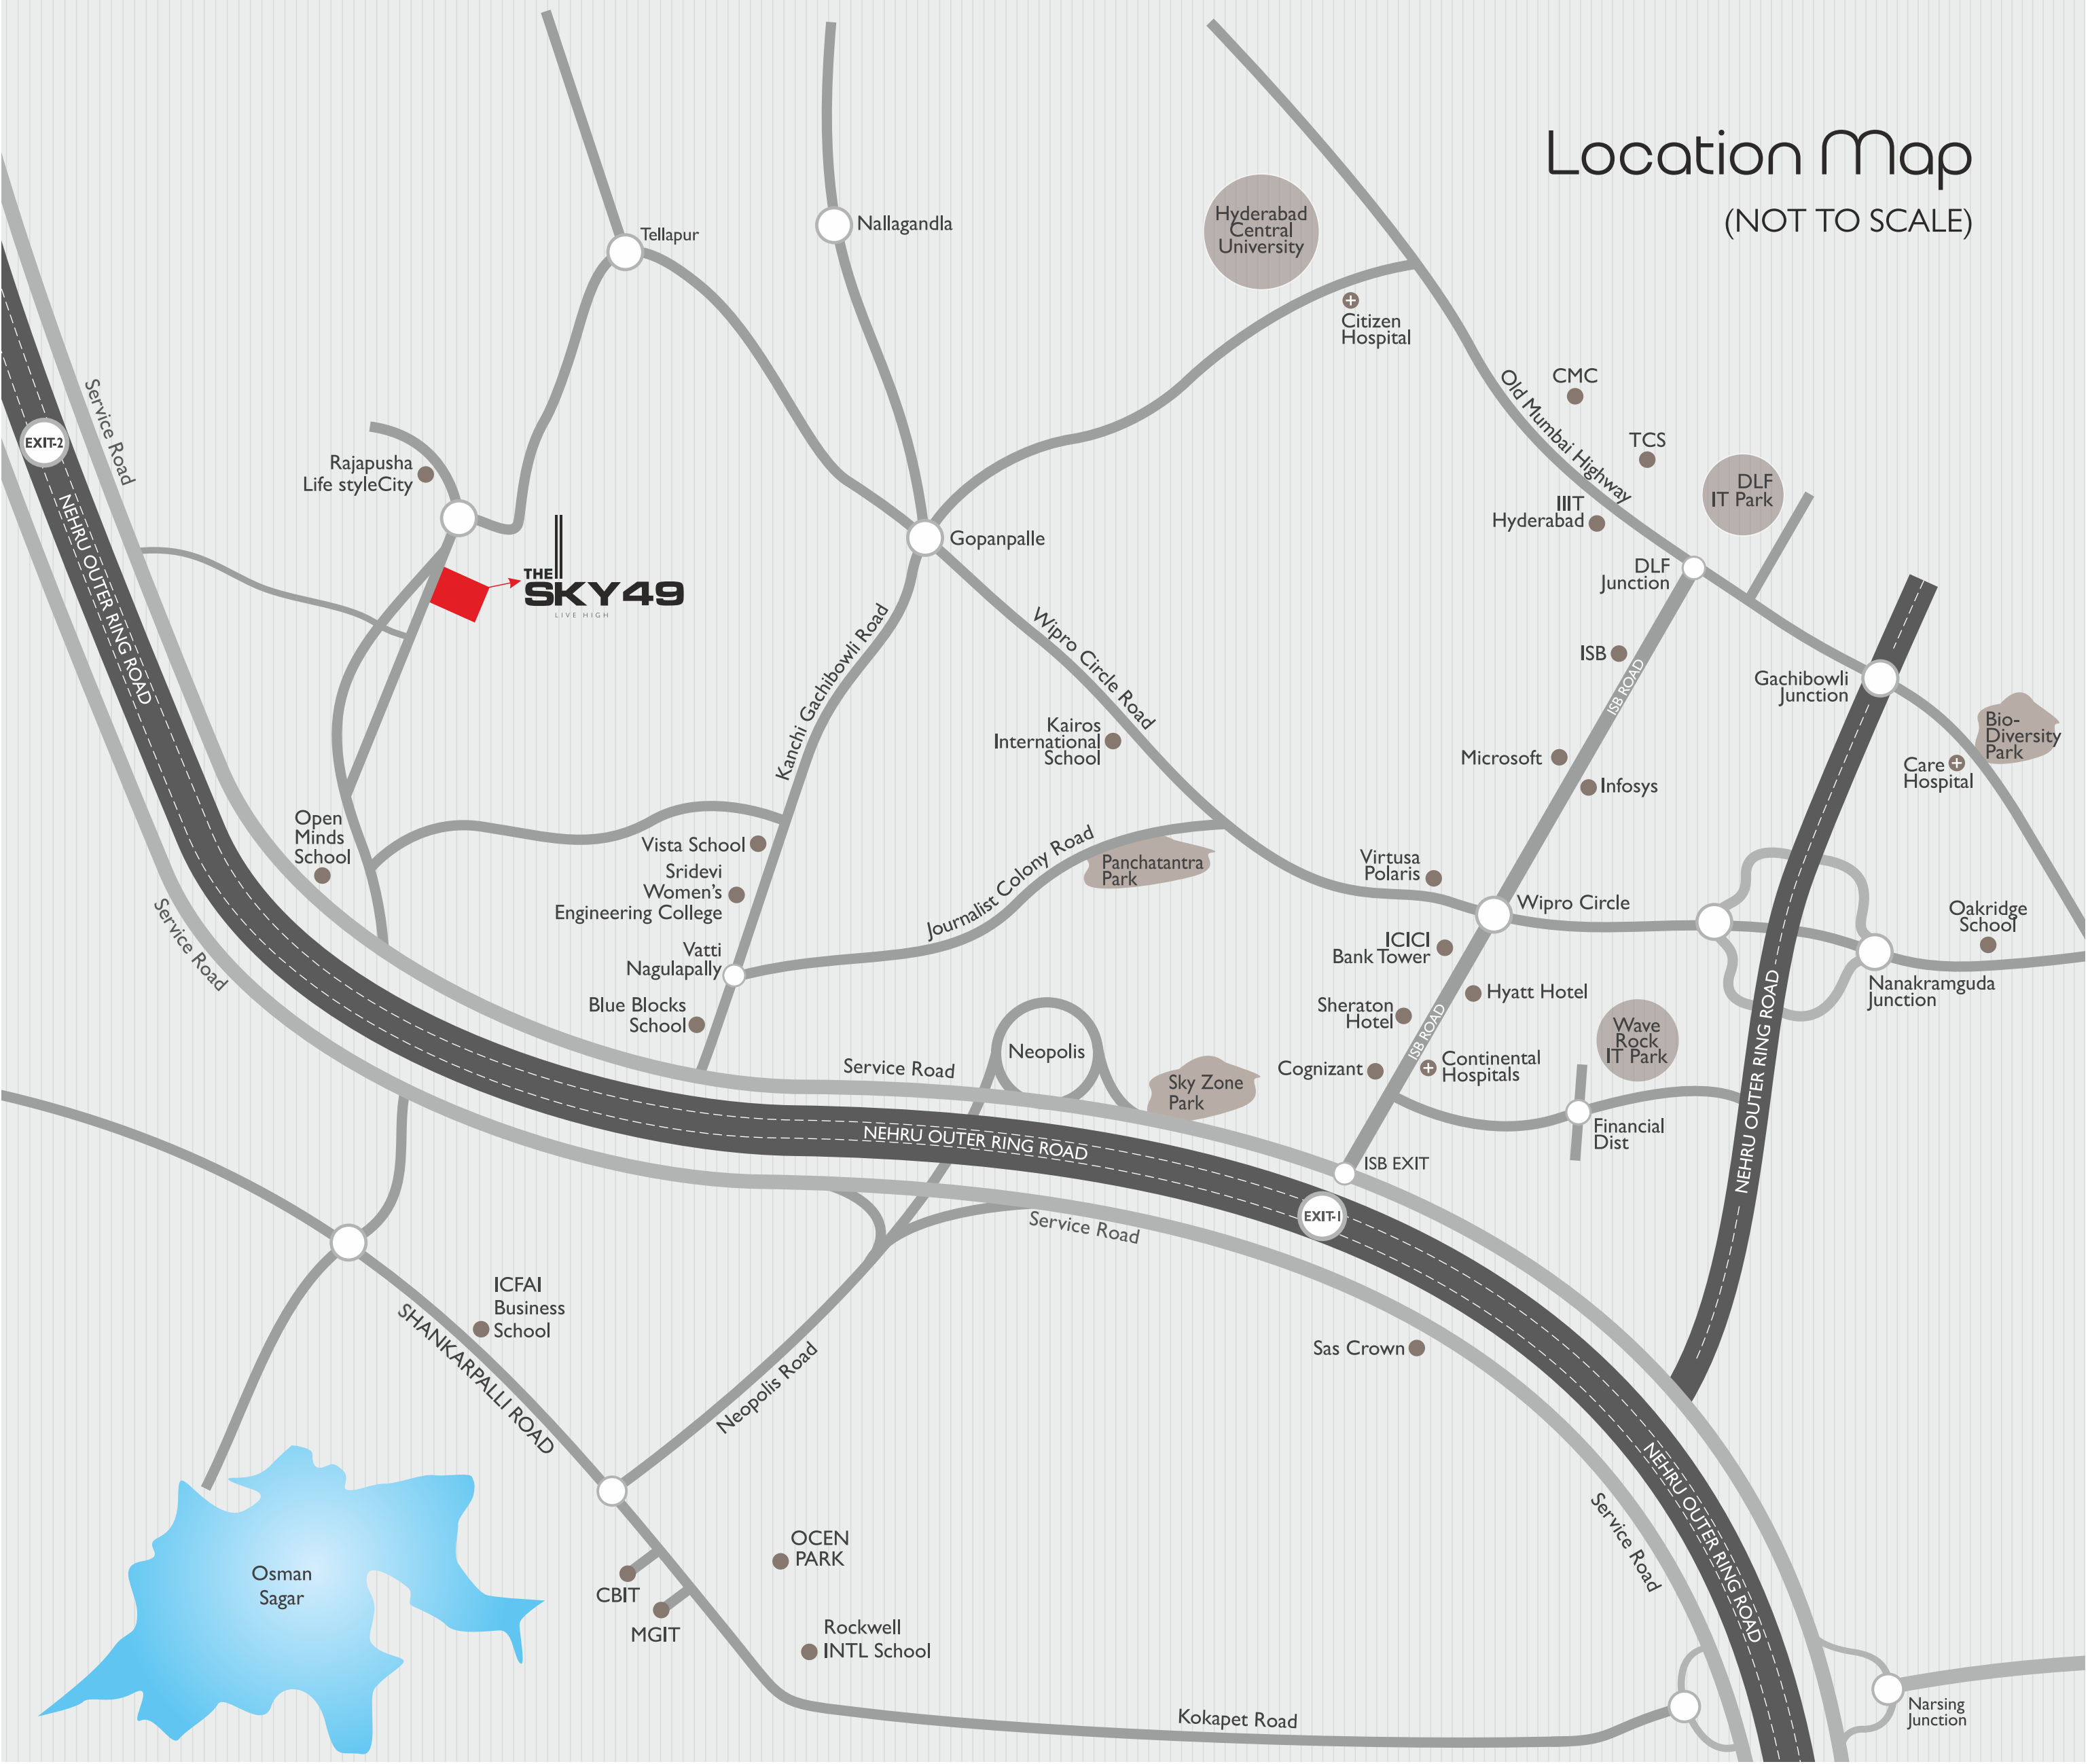 Location Map
(NOT TO SCALE)
Hyderabad
Central
University
Nallagandla
Tellapur
Citizen
Hospital
CMC
Old Mumbai Highway
TCS
DLF
IT Park
IIIT
Hyderabad
DLF
Junction
EXIT-2
Service Road
NEHRU OUTER RING ROAD
Rajapusha
Life styleCity
THE
SKY49
LIVE HIGH
Gopanpalle
Kanchi Gachibowli Road
Wipro Circle Road
Kairos
International
School
ISB
ISB ROAD
Gachibowli
Junction
Bio-
Diversity
Park
Care
Hospital
Microsoft
Infosys
Open
Minds
School
Vista School
Sridevi
Women's
Engineering College
Vatti
Nagulapally
Blue Blocks
School
Journalist Colony Road
Panchatantra
Park
Virtusa
Polaris
Wipro Circle
Oakridge
School
ICICI
Bank Tower
Hyatt Hotel
Nanakramguda
Junction
Sheraton
Hotel
ISB ROAD
Wave
Rock
IT Park
Cognizant
Continental
Hospitals
Financial
Dist
NEHRU OUTER RING ROAD
Service Road
Service Road
Neopolis
Sky Zone
Park
NEHRU OUTER RING ROAD
ISB EXIT
EXIT-1
Service Road
ICFAI
Business
School
SHANKARPALLI ROAD
Neopolis Road
Sas Crown
NEHRU OUTER RING ROAD
Service Road
Osman
Sagar
OCEN
PARK
CBIT
MGIT
Rockwell
INTL School
Kokapet Road
Narsing
Junction